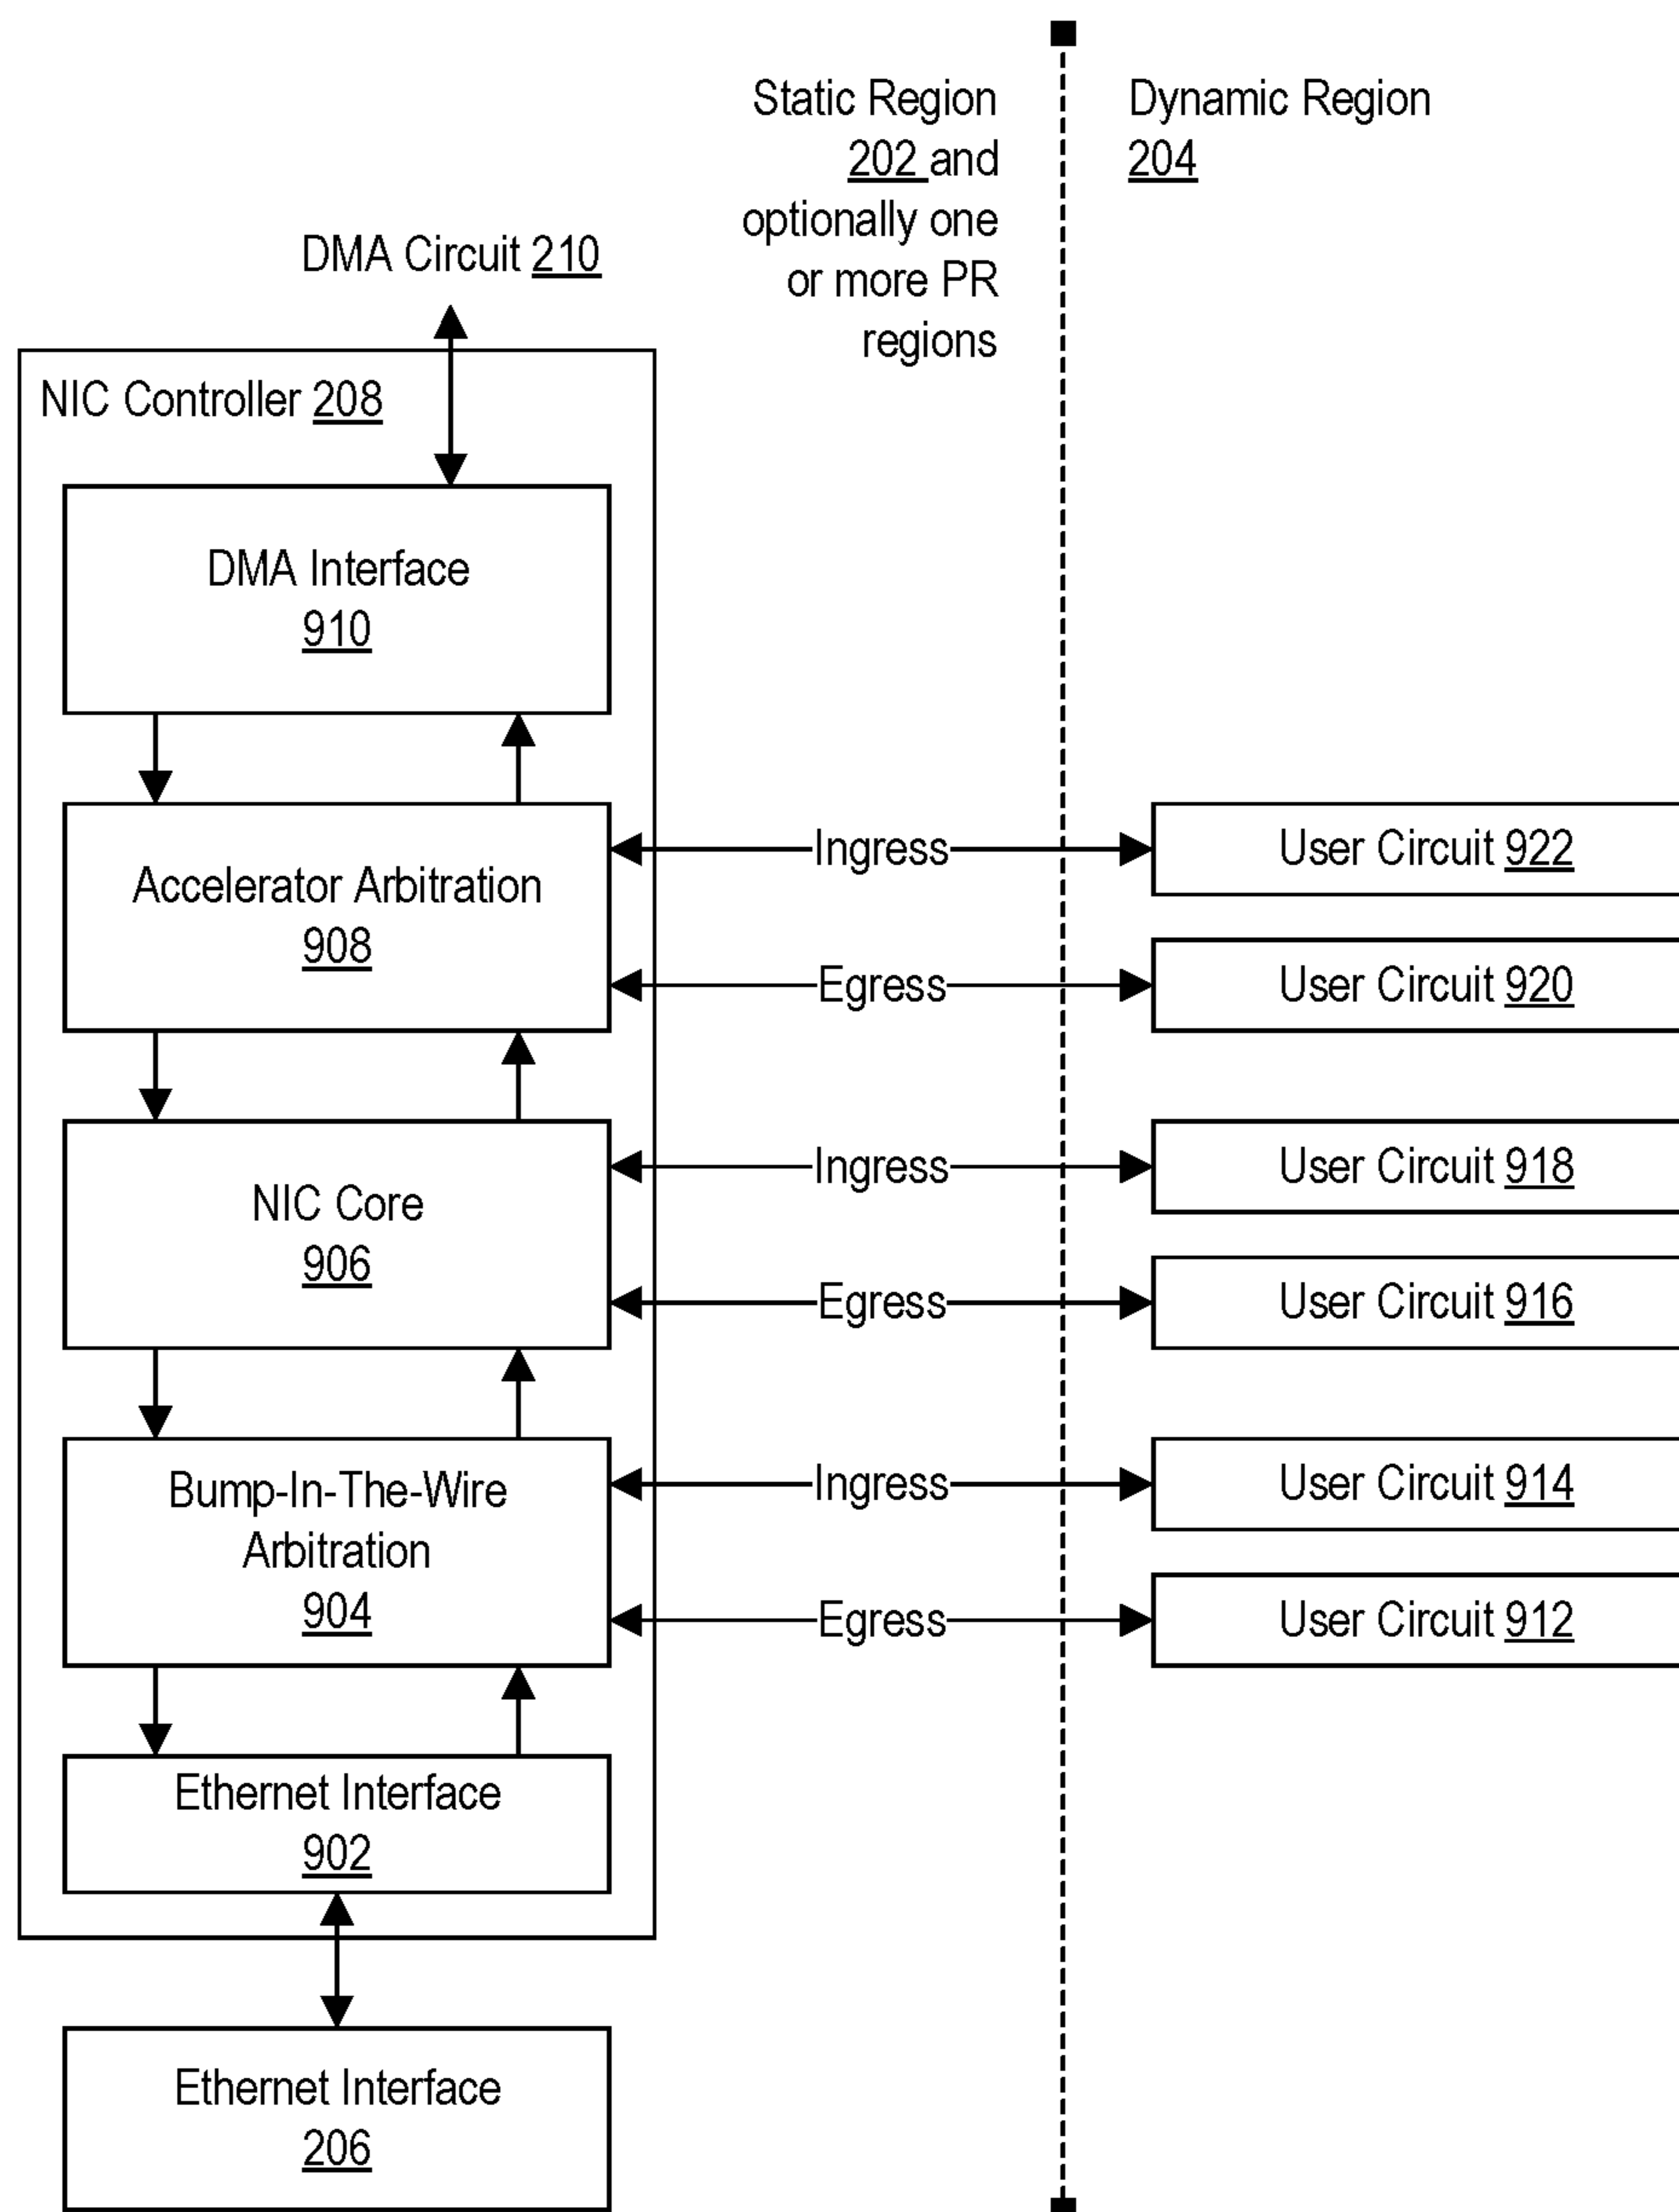 Static Region
202 and
optionally one
or more PR
regions
Dynamic Region
204
DMA Circuit 210
NIC Controller 208
DMA Interface
910
Accelerator Arbitration
908
Ingress
User Circuit 922
Egress
User Circuit 920
NIC Core
906
Ingress
User Circuit 918
Egress
User Circuit 916
Bump-In-The-Wire
Arbitration
904
Ingress
User Circuit 914
Egress
User Circuit 912
Ethernet Interface
902
Ethernet Interface
206